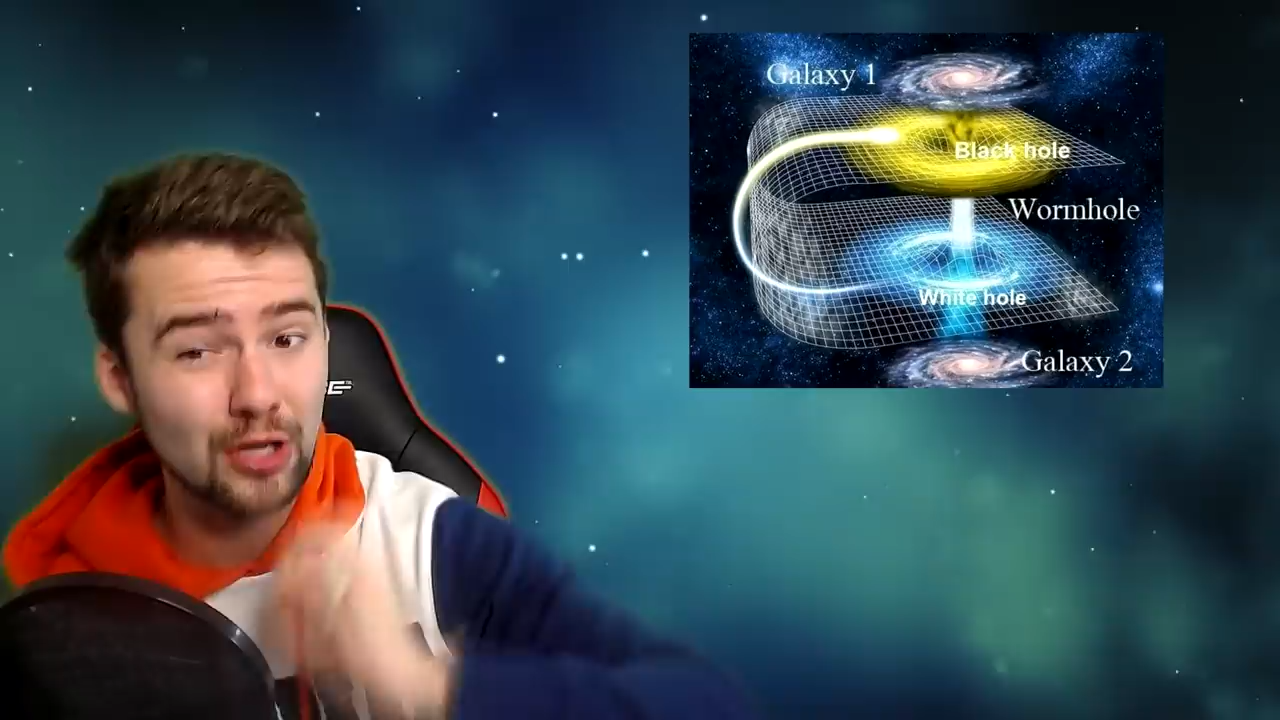 Galaxy 1
Black hole
Wormhole
White hole
Galaxy 2